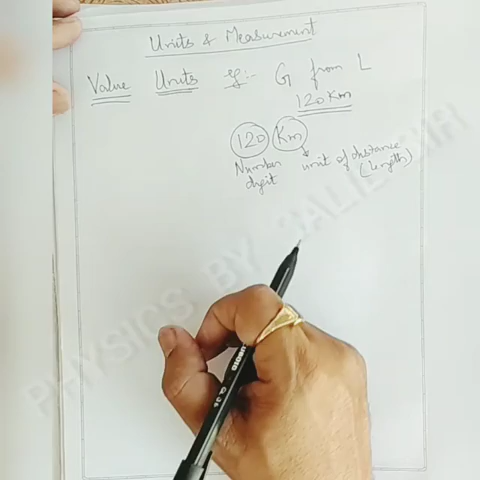 Units & Measurement
Value Units eg:- G from L
120 Km
120 Km
Number digit
unit of distance (length)
PHYSICS BY